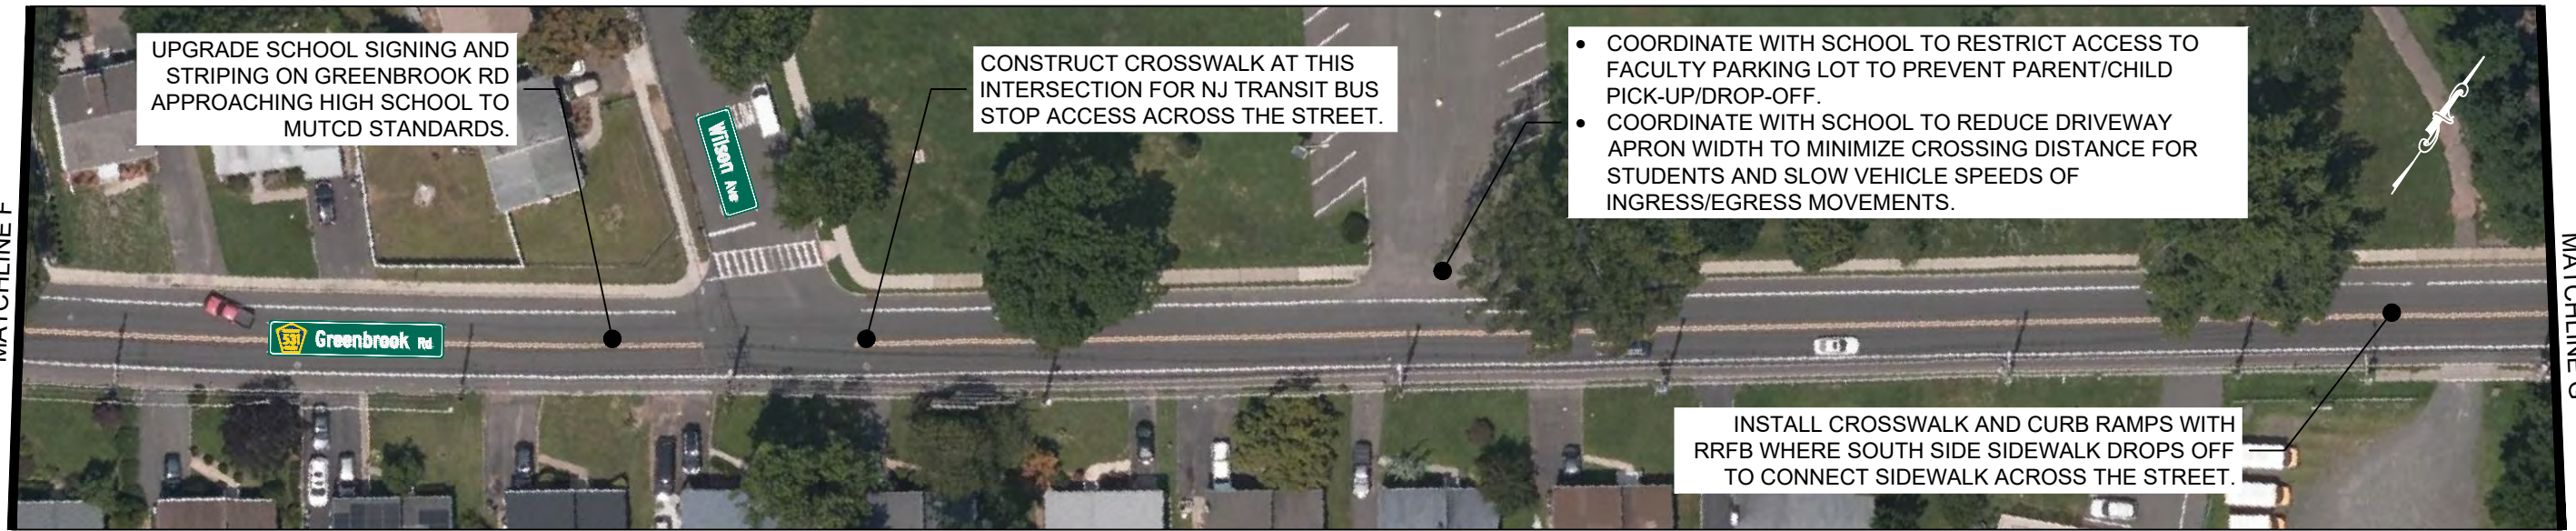 UPGRADE SCHOOL SIGNING AND
STRIPING ON GREENBROOK RD
APPROACHING HIGH SCHOOL TO
MUTCD STANDARDS.
CONSTRUCT CROSSWALK AT THIS
INTERSECTION FOR NJ TRANSIT BUS
STOP ACCESS ACROSS THE STREET.
• COORDINATE WITH SCHOOL TO RESTRICT ACCESS TO
FACULTY PARKING LOT TO PREVENT PARENT/CHILD
PICK-UP/DROP-OFF.
• COORDINATE WITH SCHOOL TO REDUCE DRIVEWAY
APRON WIDTH TO MINIMIZE CROSSING DISTANCE FOR
STUDENTS AND SLOW VEHICLE SPEEDS OF
INGRESS/EGRESS MOVEMENTS.
Wilson Ave
MATCHLINE F
531 Greenbrook Rd
MATCHLINE
INSTALL CROSSWALK AND CURB RAMPS WITH
RRFB WHERE SOUTH SIDE SIDEWALK DROPS OFF
TO CONNECT SIDEWALK ACROSS THE STREET.